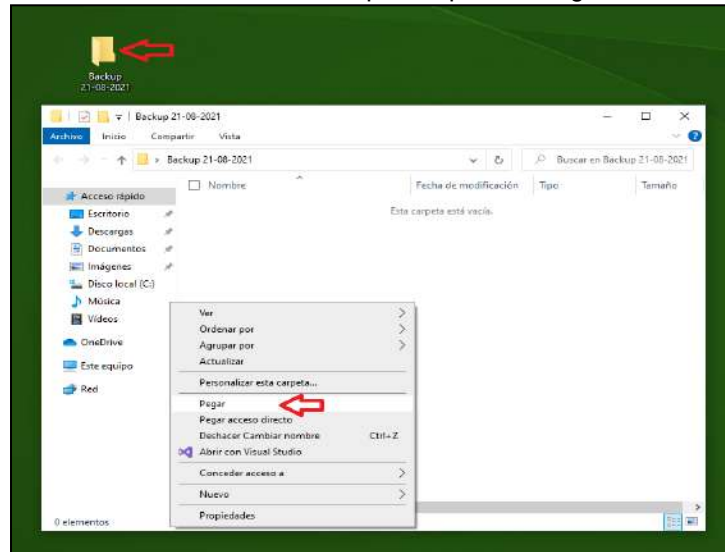 Backup
21-08-2021
Backup 21-08-2021
Archivo Inicio Compartir Vista
Backup 21-08-2021
Buscar en Backup 21-08-2021
Nombre Fecha de modificación Tipo Tamaño
Esta carpeta está vacía.
Acceso rápido
Escritorio
Descargas
Documentos
Imágenes
Disco local (C:)
Música
Vídeos
OneDrive
Este equipo
Red
Ver
Ordenar por
Agrupar por
Actualizar
Personalizar esta carpeta...
Pegar
Pegar acceso directo
Deshacer Cambiar nombre Ctrl+Z
Abrir con Visual Studio
Conceder acceso a
Nuevo
Propiedades
0 elementos